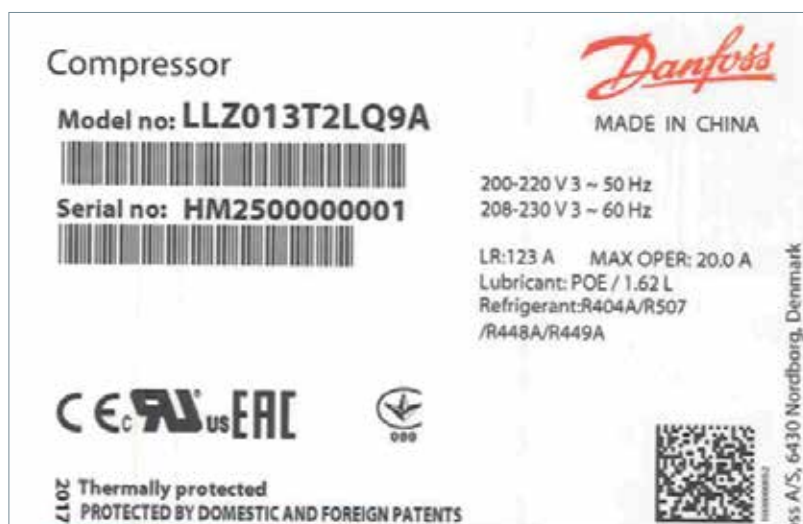 Compressor
Model no: LLZ013T2LQ9A
Serial no: HM2500000001
Danfoss
MADE IN CHINA
200-220 V 3 ~ 50 Hz
208-230 V 3 ~ 60 Hz
LR:123 A MAX OPER: 20.0 A
Lubricant: POE / 1.62 L
Refrigerant:R404A/R507
/R448A/R449A
CE c RU us EAC
2017
Thermally protected
PROTECTED BY DOMESTIC AND FOREIGN PATENTS
A/S, 6430 Nordborg, Denmark